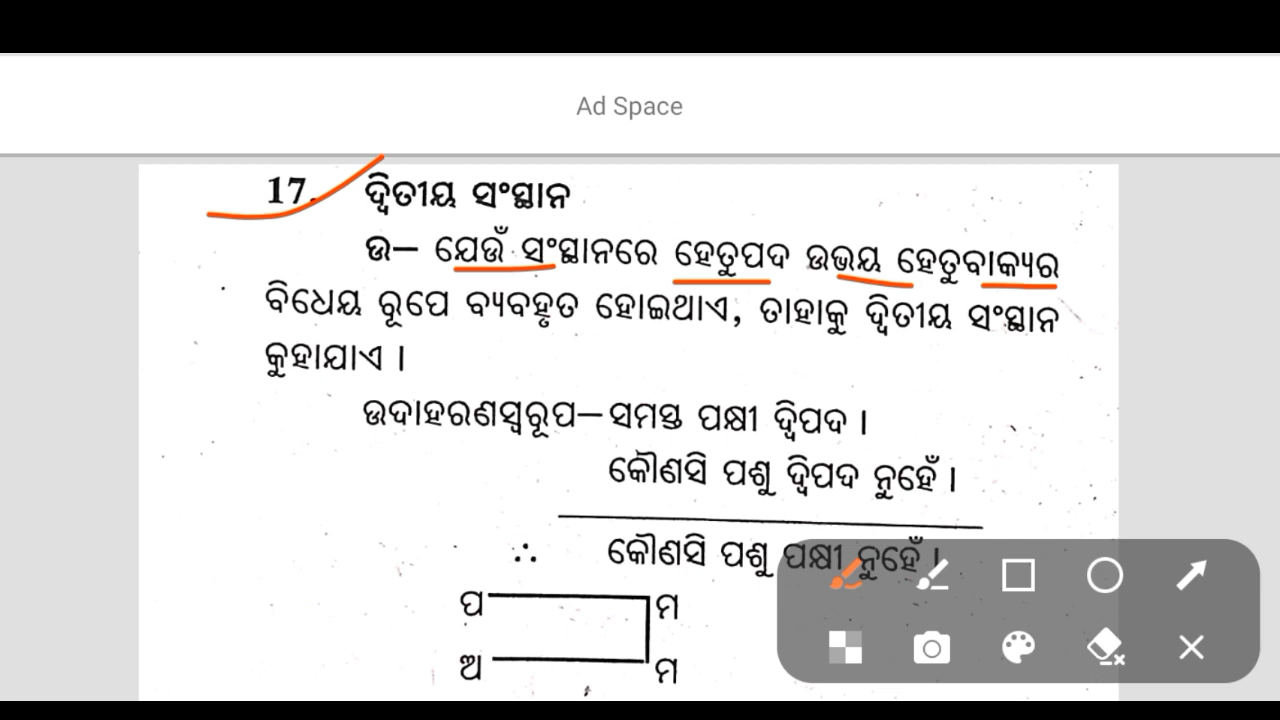 Ad Space
17. ଦ୍ୱିତୀୟ ସଂସ୍ଥାନ
ଉ– ଯେଉଁ ସଂସ୍ଥାନରେ ହେତୁପଦ ଉଭୟ ହେତୁବାକ୍ୟର
ବିଧେୟ ରୂପେ ବ୍ୟବହୃତ ହୋଇଥାଏ, ତାହାକୁ ଦ୍ୱିତୀୟ ସଂସ୍ଥାନ
କୁହାଯାଏ ।
ଉଦାହରଣସ୍ୱରୂପ– ସମସ୍ତ ପକ୍ଷୀ ଦ୍ୱିପଦ ।
କୌଣସି ପଶୁ ଦ୍ୱିପଦ ନୁହେଁ ।
∴ କୌଣସି ପଶୁ ପକ୍ଷୀ ନୁହେଁ ।
ପ ମ
ଅ ମ